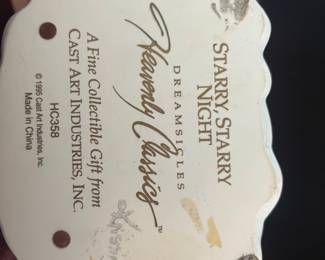 STARRY, STARRY
NIGHT
DREAMSICLES
Heavenly Classics™
A Fine Collectible Gift from
CAST ART INDUSTRIES, INC.
HC358
© 1995 Cast Art Industries, Inc.
Made in China